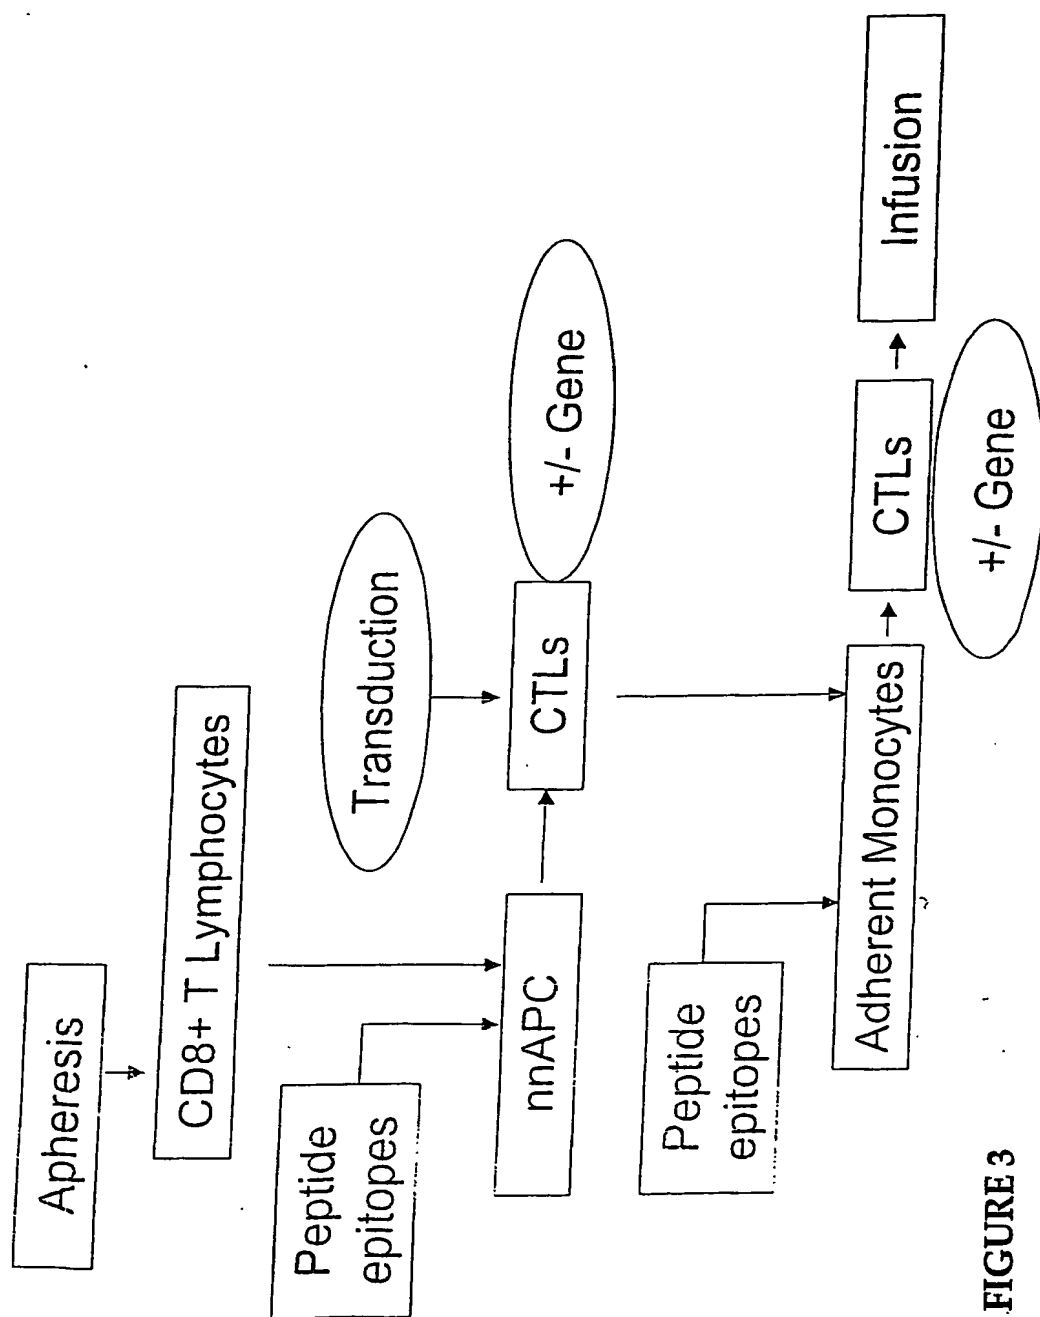 Apheresis
CD8+ T Lymphocytes
Transduction
Peptide
epitopes
nnAPC
CTLs
+/- Gene
Peptide
epitopes
Adherent Monocytes
CTLs
Infusion
+/- Gene
FIGURE 3